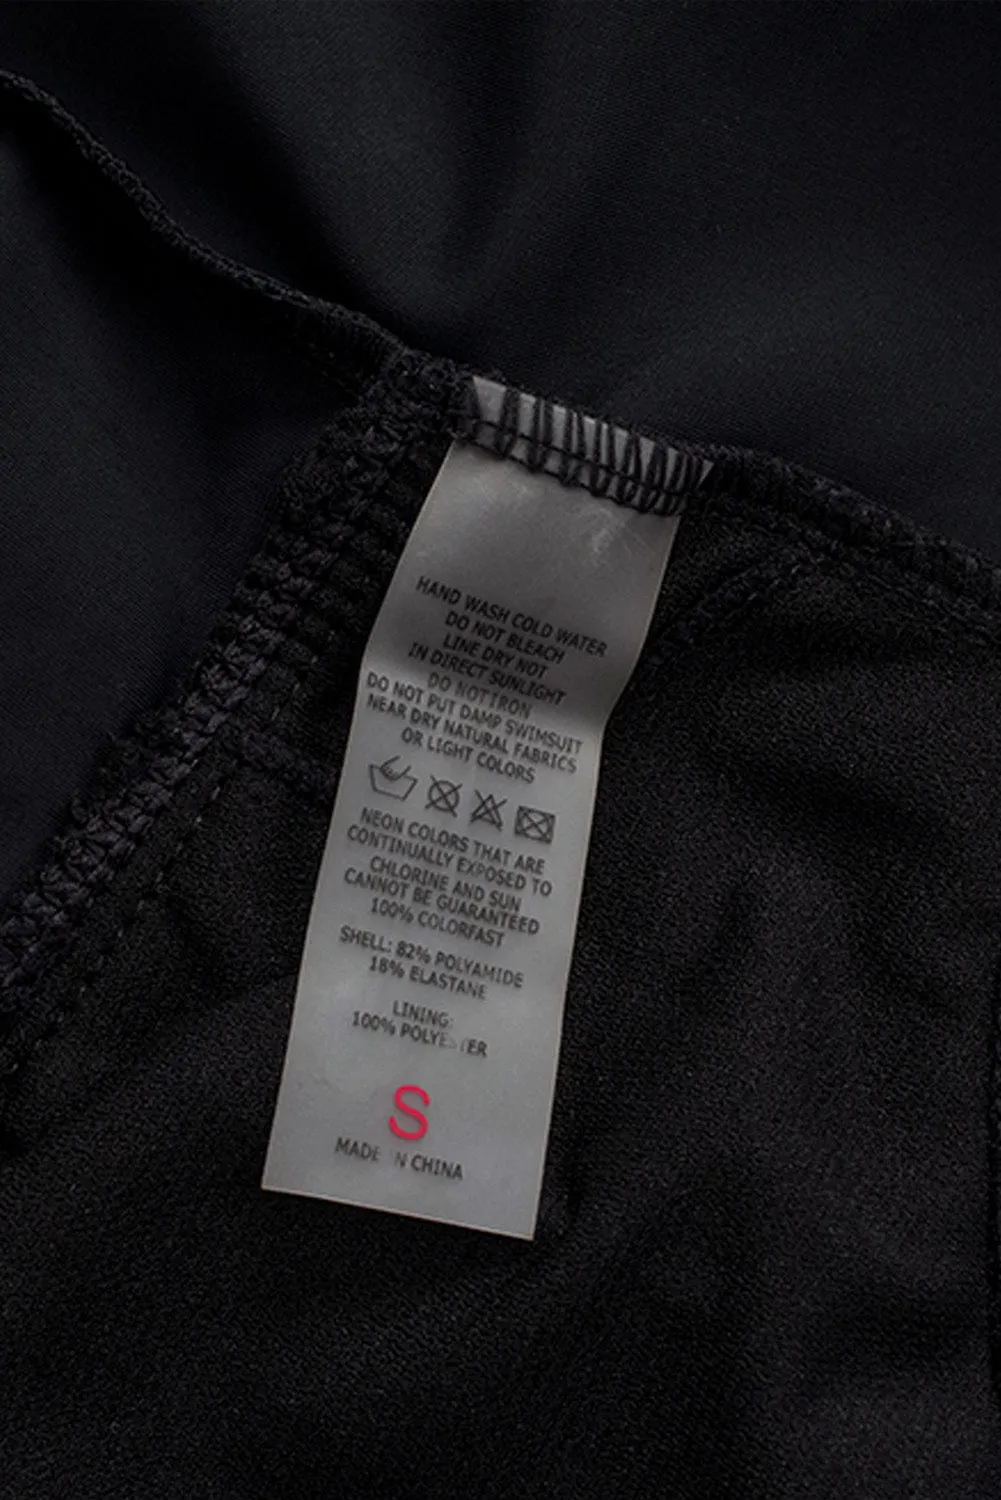 HAND WASH COLD WATER
DO NOT BLEACH
LINE DRY NOT
IN DIRECT SUNLIGHT
DO NOT IRON
DO NOT PUT DAMP SWIMSUIT
NEAR DRY NATURAL FABRICS
OR LIGHT COLORS
NEON COLORS THAT ARE
CONTINUALLY EXPOSED TO
CHLORINE AND SUN
CANNOT BE GUARANTEED
100% COLORFAST
SHELL: 82% POLYAMIDE
18% ELASTANE
LINING:
100% POLYESTER
S
MADE IN CHINA